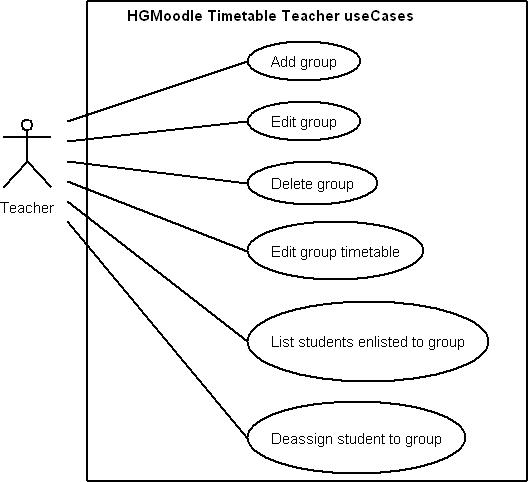 HGMoodle Timetable Teacher useCases
Add group
Edit group
Delete group
Teacher
Edit group timetable
List students enlisted to group
Deassign student to group